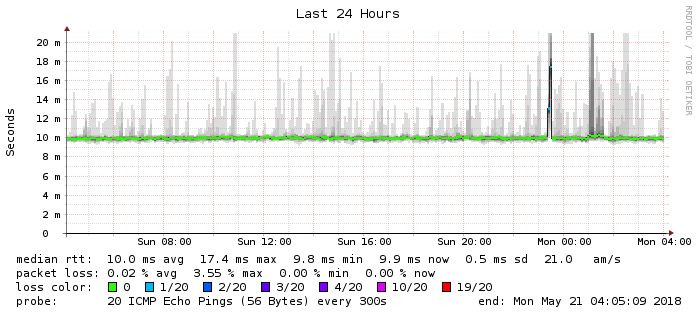 Last 24 Hours
RRDTOOL / TOBI OETIKER
Seconds
20 m
18 m
16 m
14 m
12 m
10 m
8 m
6 m
4 m
2 m
0
Sun 08:00 Sun 12:00 Sun 16:00 Sun 20:00 Mon 00:00 Mon 04:00
median rtt: 10.0 ms avg 17.4 ms max 9.8 ms min 9.9 ms now 0.5 ms sd 21.0 am/s
packet loss: 0.02 % avg 3.55 % max 0.00 % min 0.00 % now
loss color: 0 1/20 2/20 3/20 4/20 10/20 19/20
probe: 20 ICMP Echo Pings (56 Bytes) every 300s end: Mon May 21 04:05:09 2018